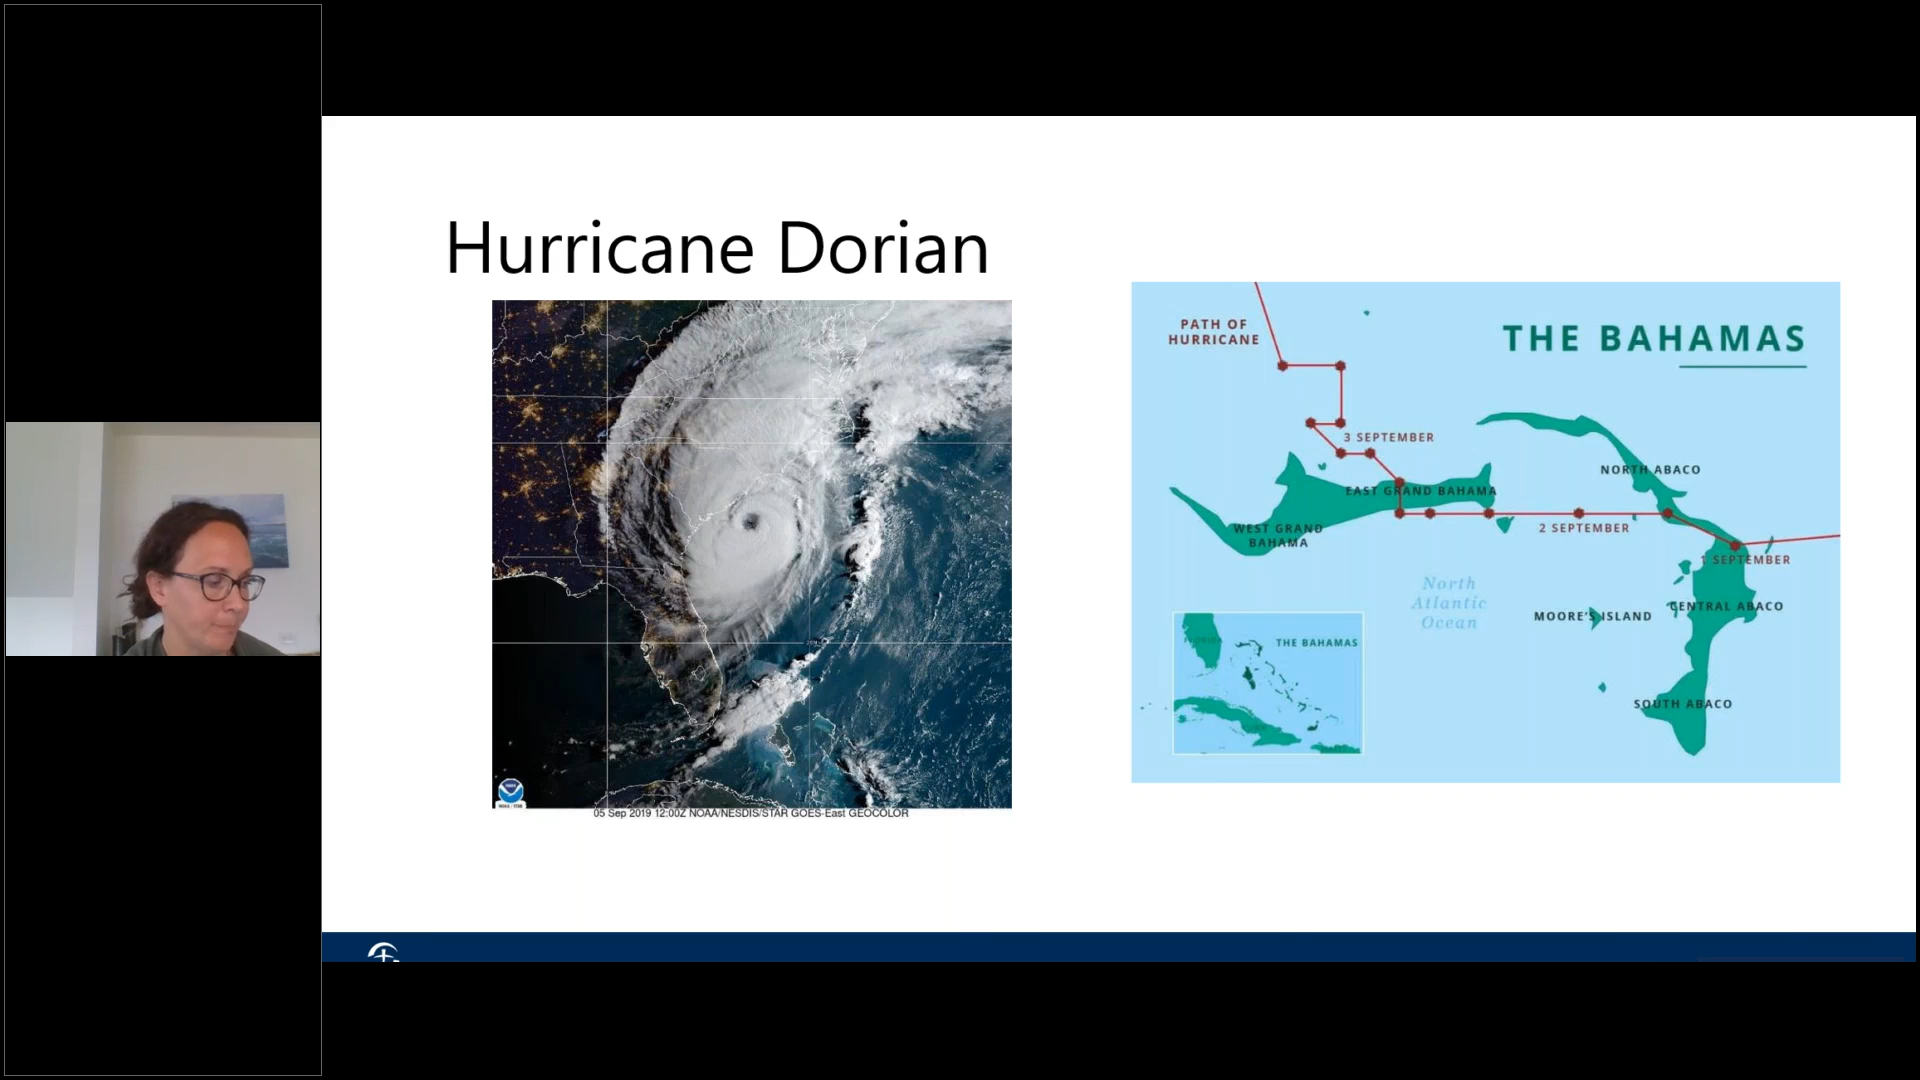 Hurricane Dorian
05 Sep 2019 12:00Z NOAA/NESDIS/STAR GOES-East GEOCOLOR
PATH OF
HURRICANE
THE BAHAMAS
3 SEPTEMBER
NORTH ABACO
EAST GRAND BAHAMA
WEST GRAND
BAHAMA
2 SEPTEMBER
1 SEPTEMBER
North
Atlantic
Ocean
MOORE'S ISLAND
CENTRAL ABACO
SOUTH ABACO
FLORIDA
THE BAHAMAS